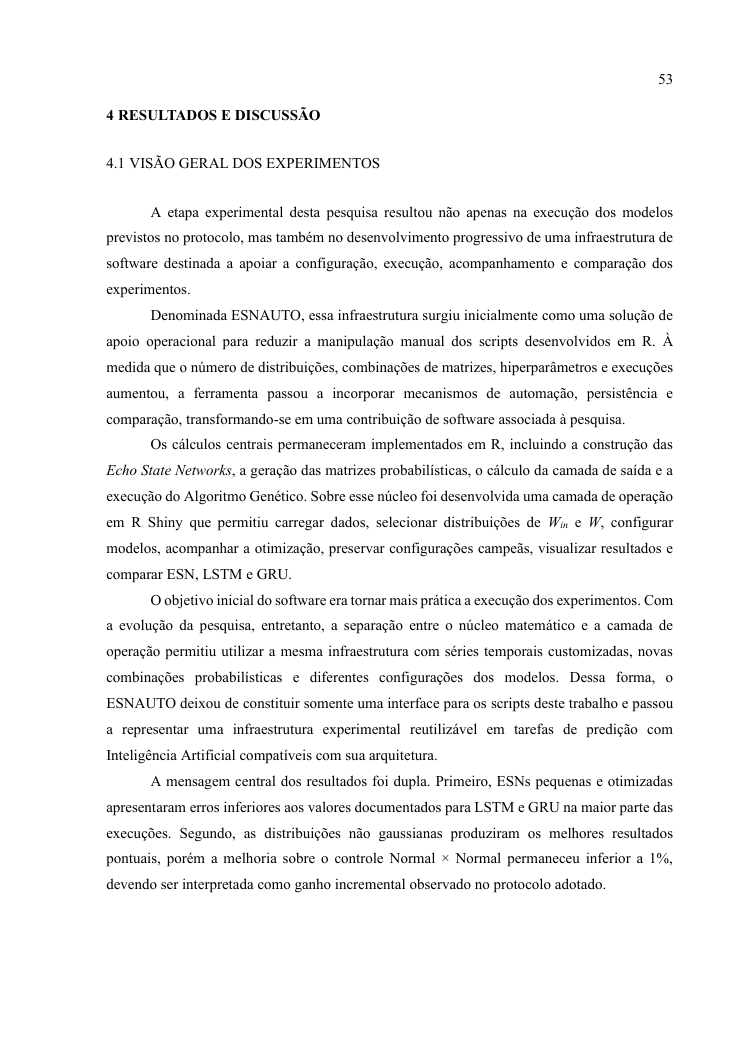 53
4 RESULTADOS E DISCUSSÃO
4.1 VISÃO GERAL DOS EXPERIMENTOS
A etapa experimental desta pesquisa resultou não apenas na execução dos modelos
previstos no protocolo, mas também no desenvolvimento progressivo de uma infraestrutura de
software destinada a apoiar a configuração, execução, acompanhamento e comparação dos
experimentos.
Denominada ESNAUTO, essa infraestrutura surgiu inicialmente como uma solução de
apoio operacional para reduzir a manipulação manual dos scripts desenvolvidos em R. À
medida que o número de distribuições, combinações de matrizes, hiperparâmetros e execuções
aumentou, a ferramenta passou a incorporar mecanismos de automação, persistência e
comparação, transformando-se em uma contribuição de software associada à pesquisa.
Os cálculos centrais permaneceram implementados em R, incluindo a construção das
Echo State Networks, a geração das matrizes probabilísticas, o cálculo da camada de saída e a
execução do Algoritmo Genético. Sobre esse núcleo foi desenvolvida uma camada de operação
em R Shiny que permitiu carregar dados, selecionar distribuições de Win e W, configurar
modelos, acompanhar a otimização, preservar configurações campeãs, visualizar resultados e
comparar ESN, LSTM e GRU.
O objetivo inicial do software era tornar mais prática a execução dos experimentos. Com
a evolução da pesquisa, entretanto, a separação entre o núcleo matemático e a camada de
operação permitiu utilizar a mesma infraestrutura com séries temporais customizadas, novas
combinações probabilísticas e diferentes configurações dos modelos. Dessa forma, o
ESNAUTO deixou de constituir somente uma interface para os scripts deste trabalho e passou
a representar uma infraestrutura experimental reutilizável em tarefas de predição com
Inteligência Artificial compatíveis com sua arquitetura.
A mensagem central dos resultados foi dupla. Primeiro, ESNs pequenas e otimizadas
apresentaram erros inferiores aos valores documentados para LSTM e GRU na maior parte das
execuções. Segundo, as distribuições não gaussianas produziram os melhores resultados
pontuais, porém a melhoria sobre o controle Normal × Normal permaneceu inferior a 1%,
devendo ser interpretada como ganho incremental observado no protocolo adotado.